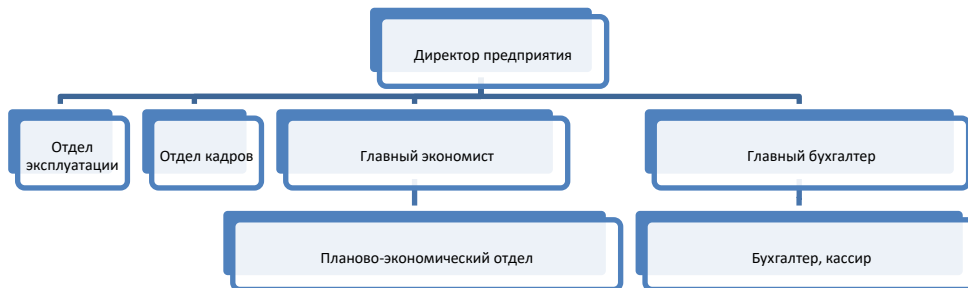 Директор предприятия
Отдел
эксплуатации
Отдел кадров
Главный экономист
Главный бухгалтер
Планово-экономический отдел
Бухгалтер, кассир